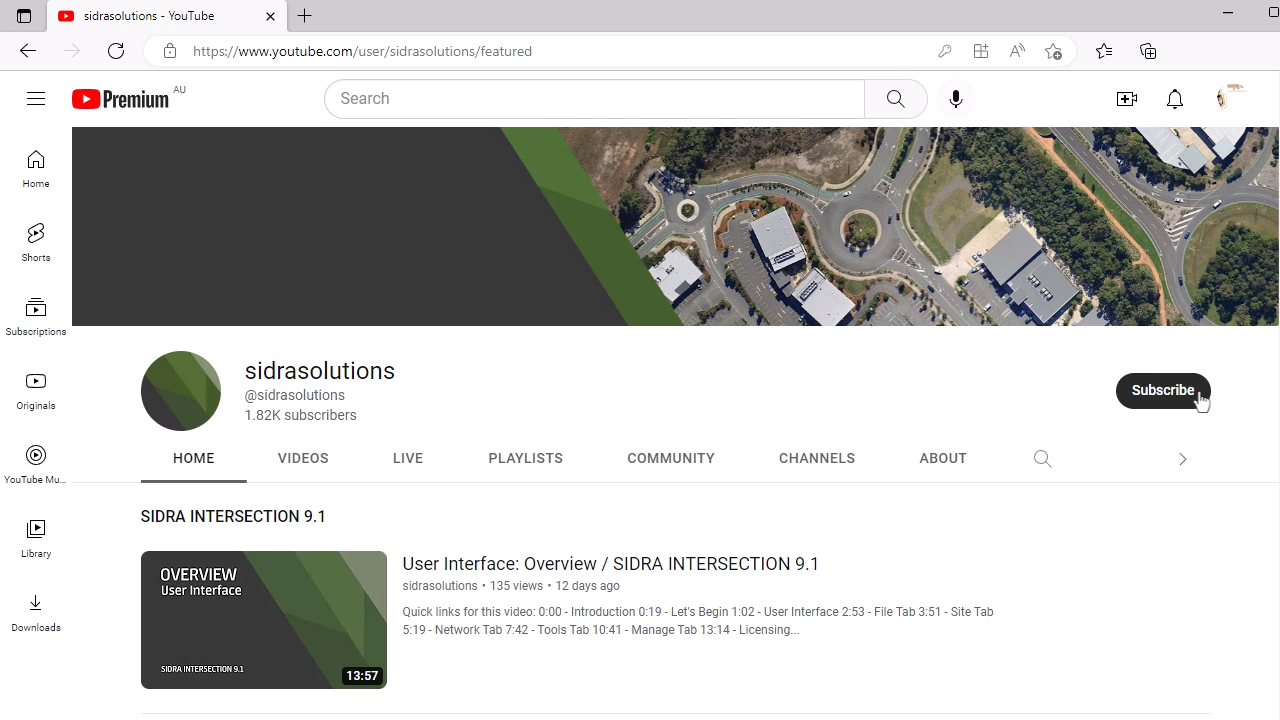 sidrasolutions - YouTube
https://www.youtube.com/user/sidrasolutions/featured
Premium AU
Search
Home
Shorts
Subscriptions
Originals
YouTube Mu...
Library
Downloads
sidrasolutions
@sidrasolutions
1.82K subscribers
Subscribe
HOME VIDEOS LIVE PLAYLISTS COMMUNITY CHANNELS ABOUT
SIDRA INTERSECTION 9.1
OVERVIEW
User Interface
SIDRA INTERSECTION 9.1
13:57
User Interface: Overview / SIDRA INTERSECTION 9.1
sidrasolutions • 135 views • 12 days ago
Quick links for this video: 0:00 - Introduction 0:19 - Let's Begin 1:02 - User Interface 2:53 - File Tab 3:51 - Site Tab
5:19 - Network Tab 7:42 - Tools Tab 10:41 - Manage Tab 13:14 - Licensing...